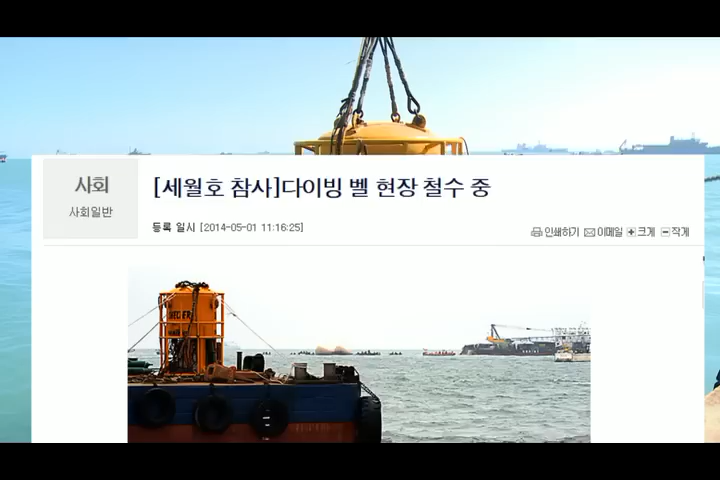 사회
사회일반
[세월호 참사]다이빙 벨 현장 철수 중
등록 일시 [2014-05-01 11:16:25]
인쇄하기 이메일 크게 작게